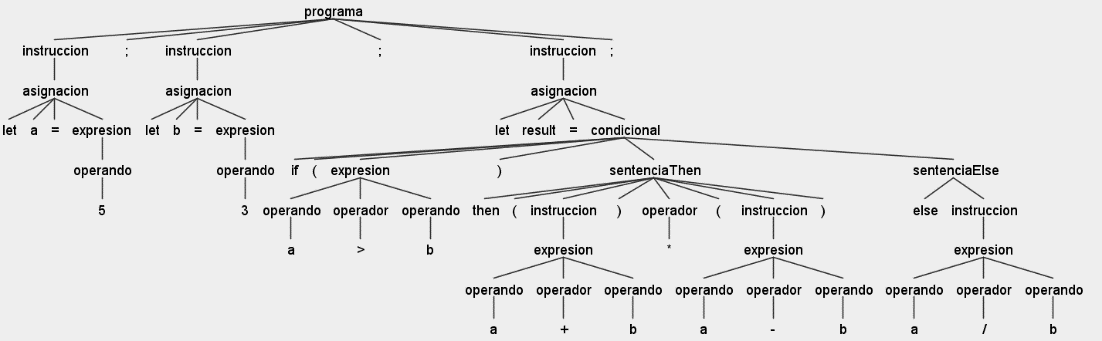 programa
instruccion ; instruccion ; instruccion ;
asignacion asignacion asignacion
let a = expresion let b = expresion let result = condicional
operando operando if ( expresion ) sentenciaThen sentenciaElse
5 3 operando operador operando then ( instruccion ) operador ( instruccion ) else instruccion
a > b expresion * expresion expresion
operando operador operando operando operador operando operando operador operando
a + b a - b a / b